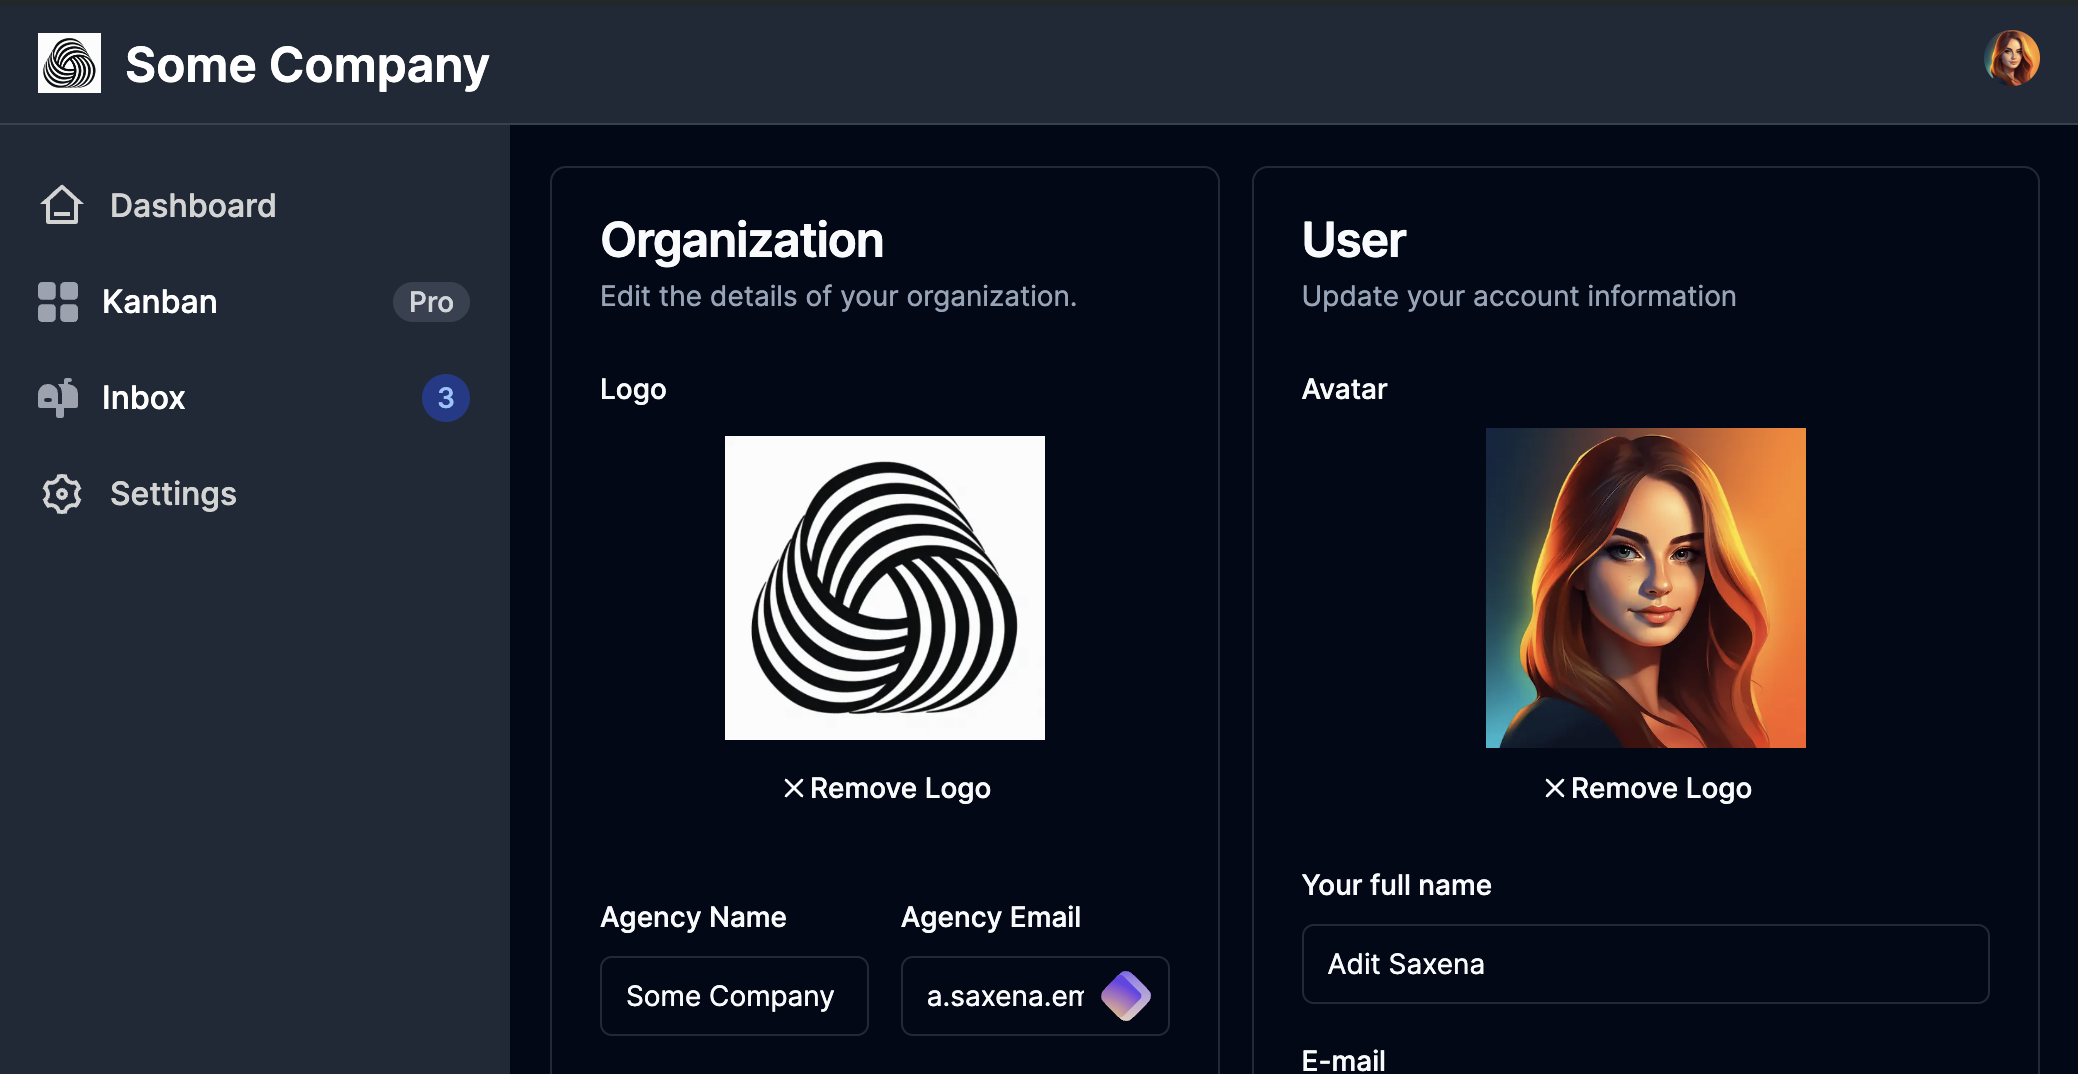 Some Company
Dashboard
Kanban
Pro
Inbox
3
Settings
Organization
Edit the details of your organization.
Logo
Remove Logo
Agency Name
Agency Email
Some Company
a.saxena.em
User
Update your account information
Avatar
Remove Logo
Your full name
Adit Saxena
E-mail